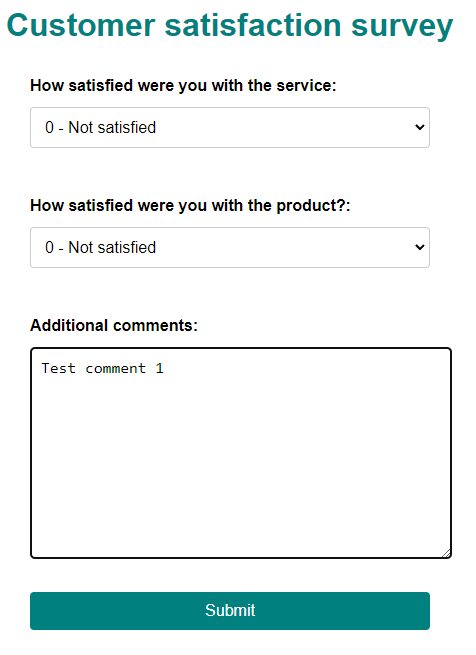 Customer satisfaction survey
How satisfied were you with the service:
0 - Not satisfied
How satisfied were you with the product?:
0 - Not satisfied
Additional comments:
Test comment 1
Submit